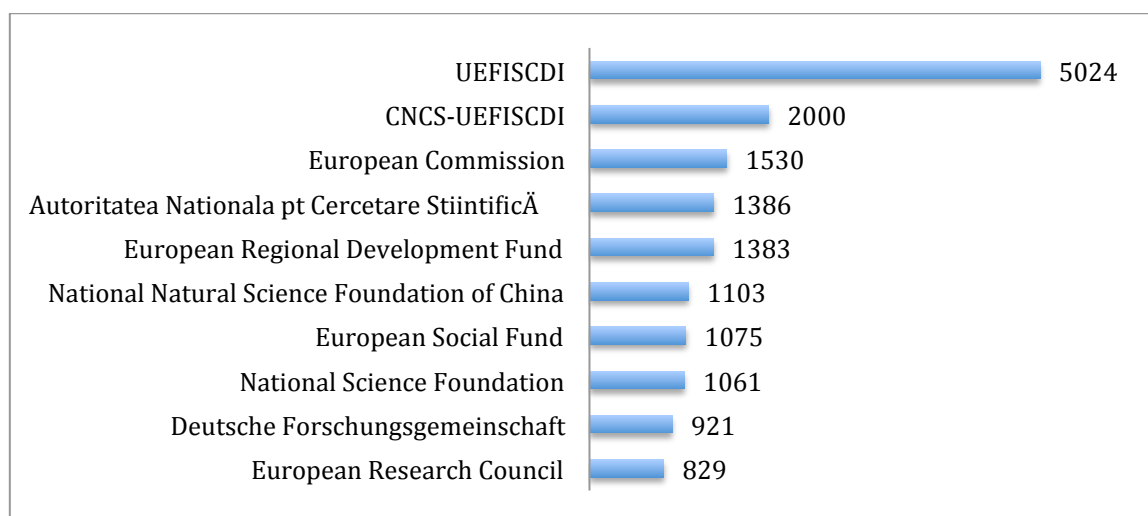 UEFISCDI 5024
CNCS-UEFISCDI 2000
European Commission 1530
Autoritatea Nationala pt Cercetare StiintificÄ 1386
European Regional Development Fund 1383
National Natural Science Foundation of China 1103
European Social Fund 1075
National Science Foundation 1061
Deutsche Forschungsgemeinschaft 921
European Research Council 829